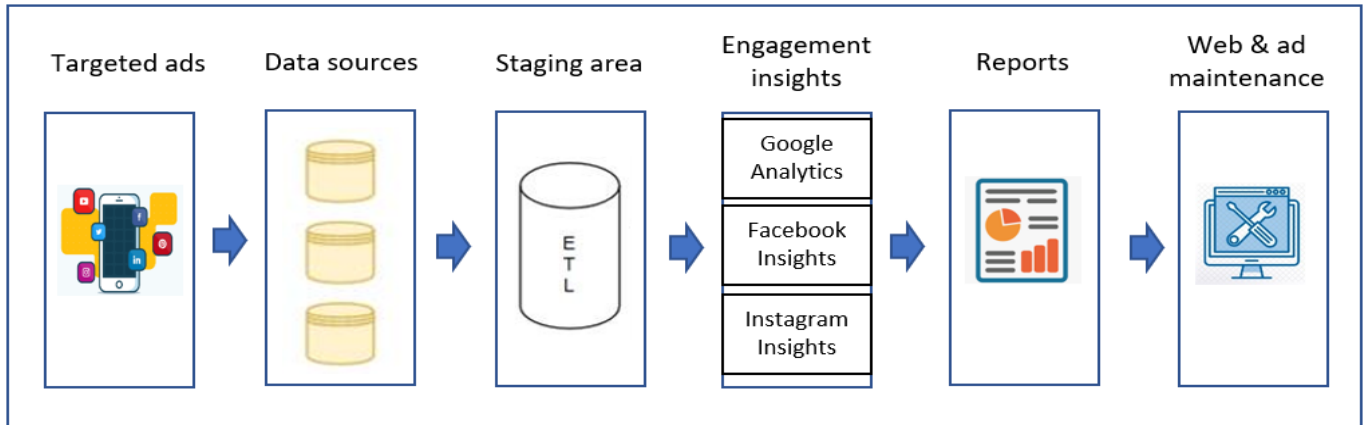 Targeted ads
Data sources
Staging area
Engagement
insights
Reports
Web & ad
maintenance
E
T
L
Google
Analytics
Facebook
Insights
Instagram
Insights